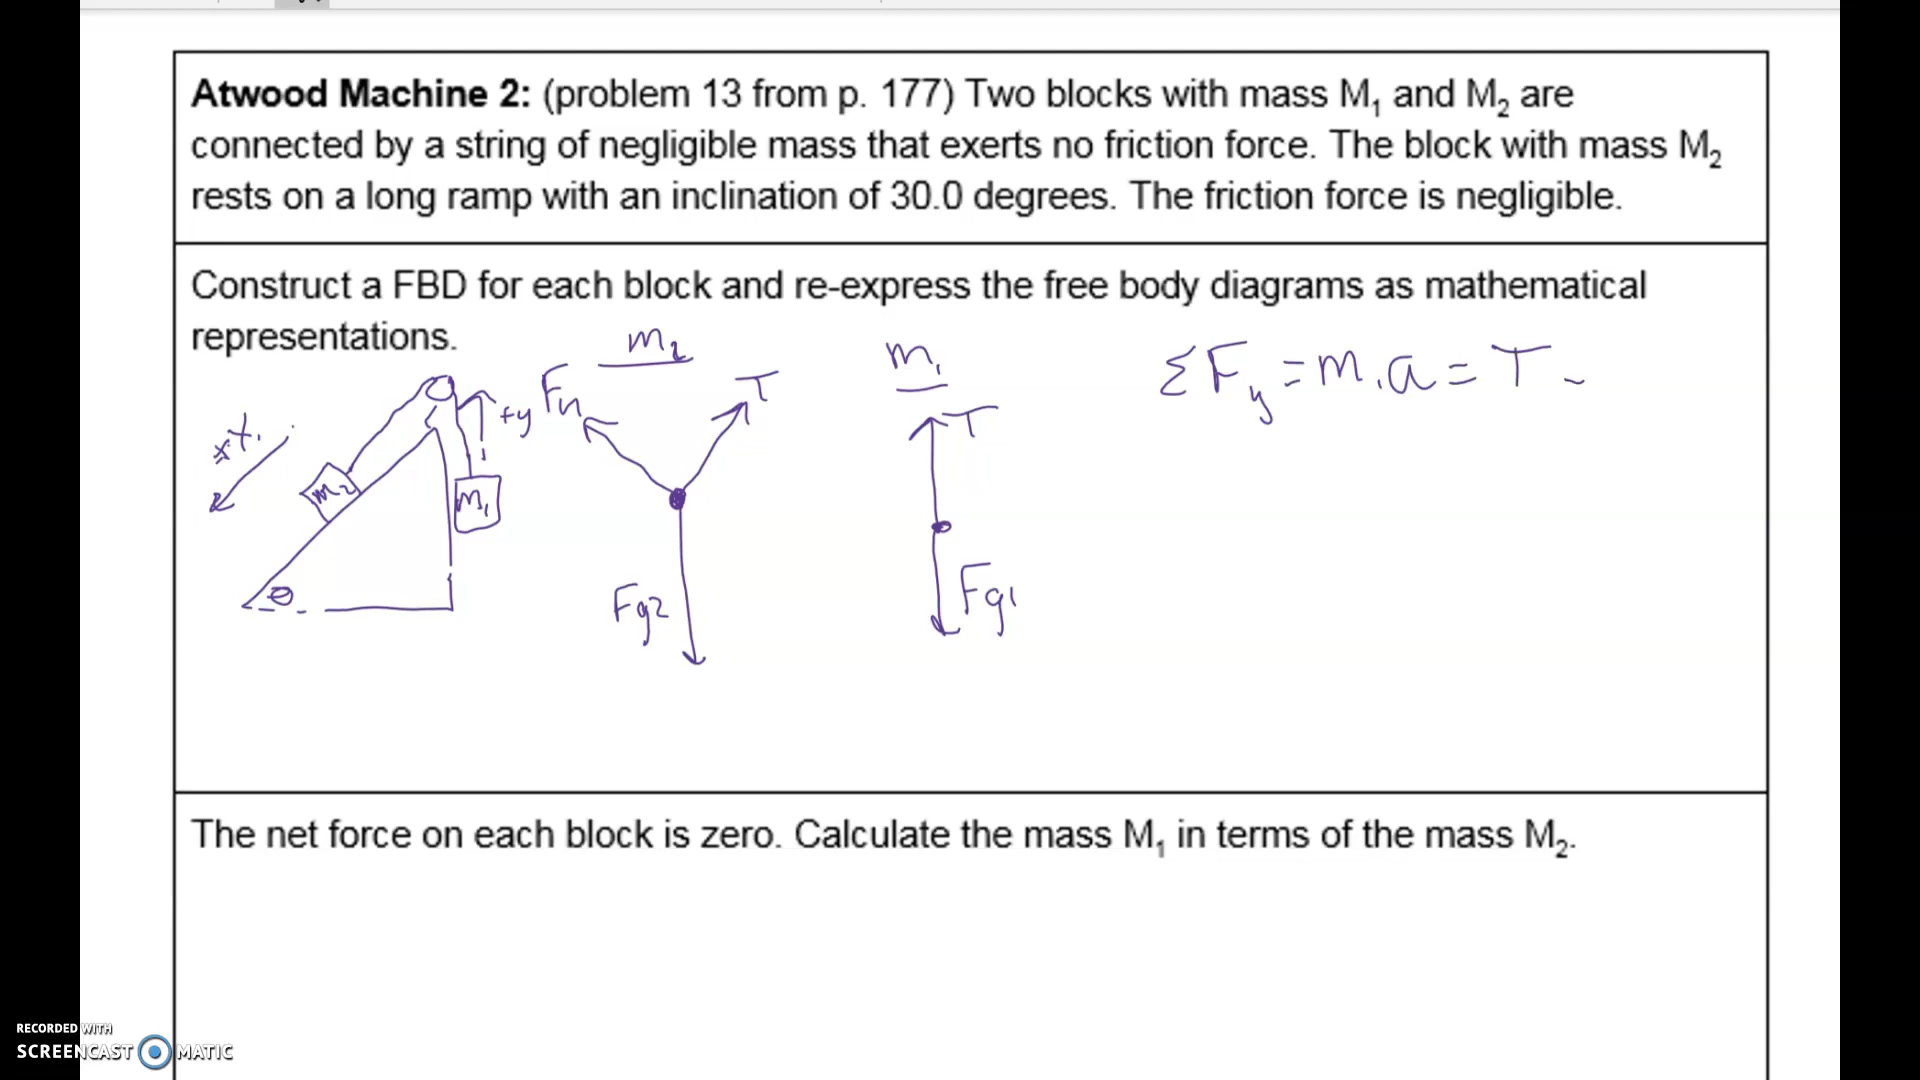 Atwood Machine 2: (problem 13 from p. 177) Two blocks with mass M₁ and M₂ are
connected by a string of negligible mass that exerts no friction force. The block with mass M₂
rests on a long ramp with an inclination of 30.0 degrees. The friction force is negligible.
Construct a FBD for each block and re-express the free body diagrams as mathematical
representations.
m₂
m₁
ΣFy = m₁a = T -
Fn
T
+y
T
+x
m₂
M₁
θ
Fg2
Fg1
The net force on each block is zero. Calculate the mass M₁ in terms of the mass M₂.
RECORDED WITH
SCREENCAST MATIC